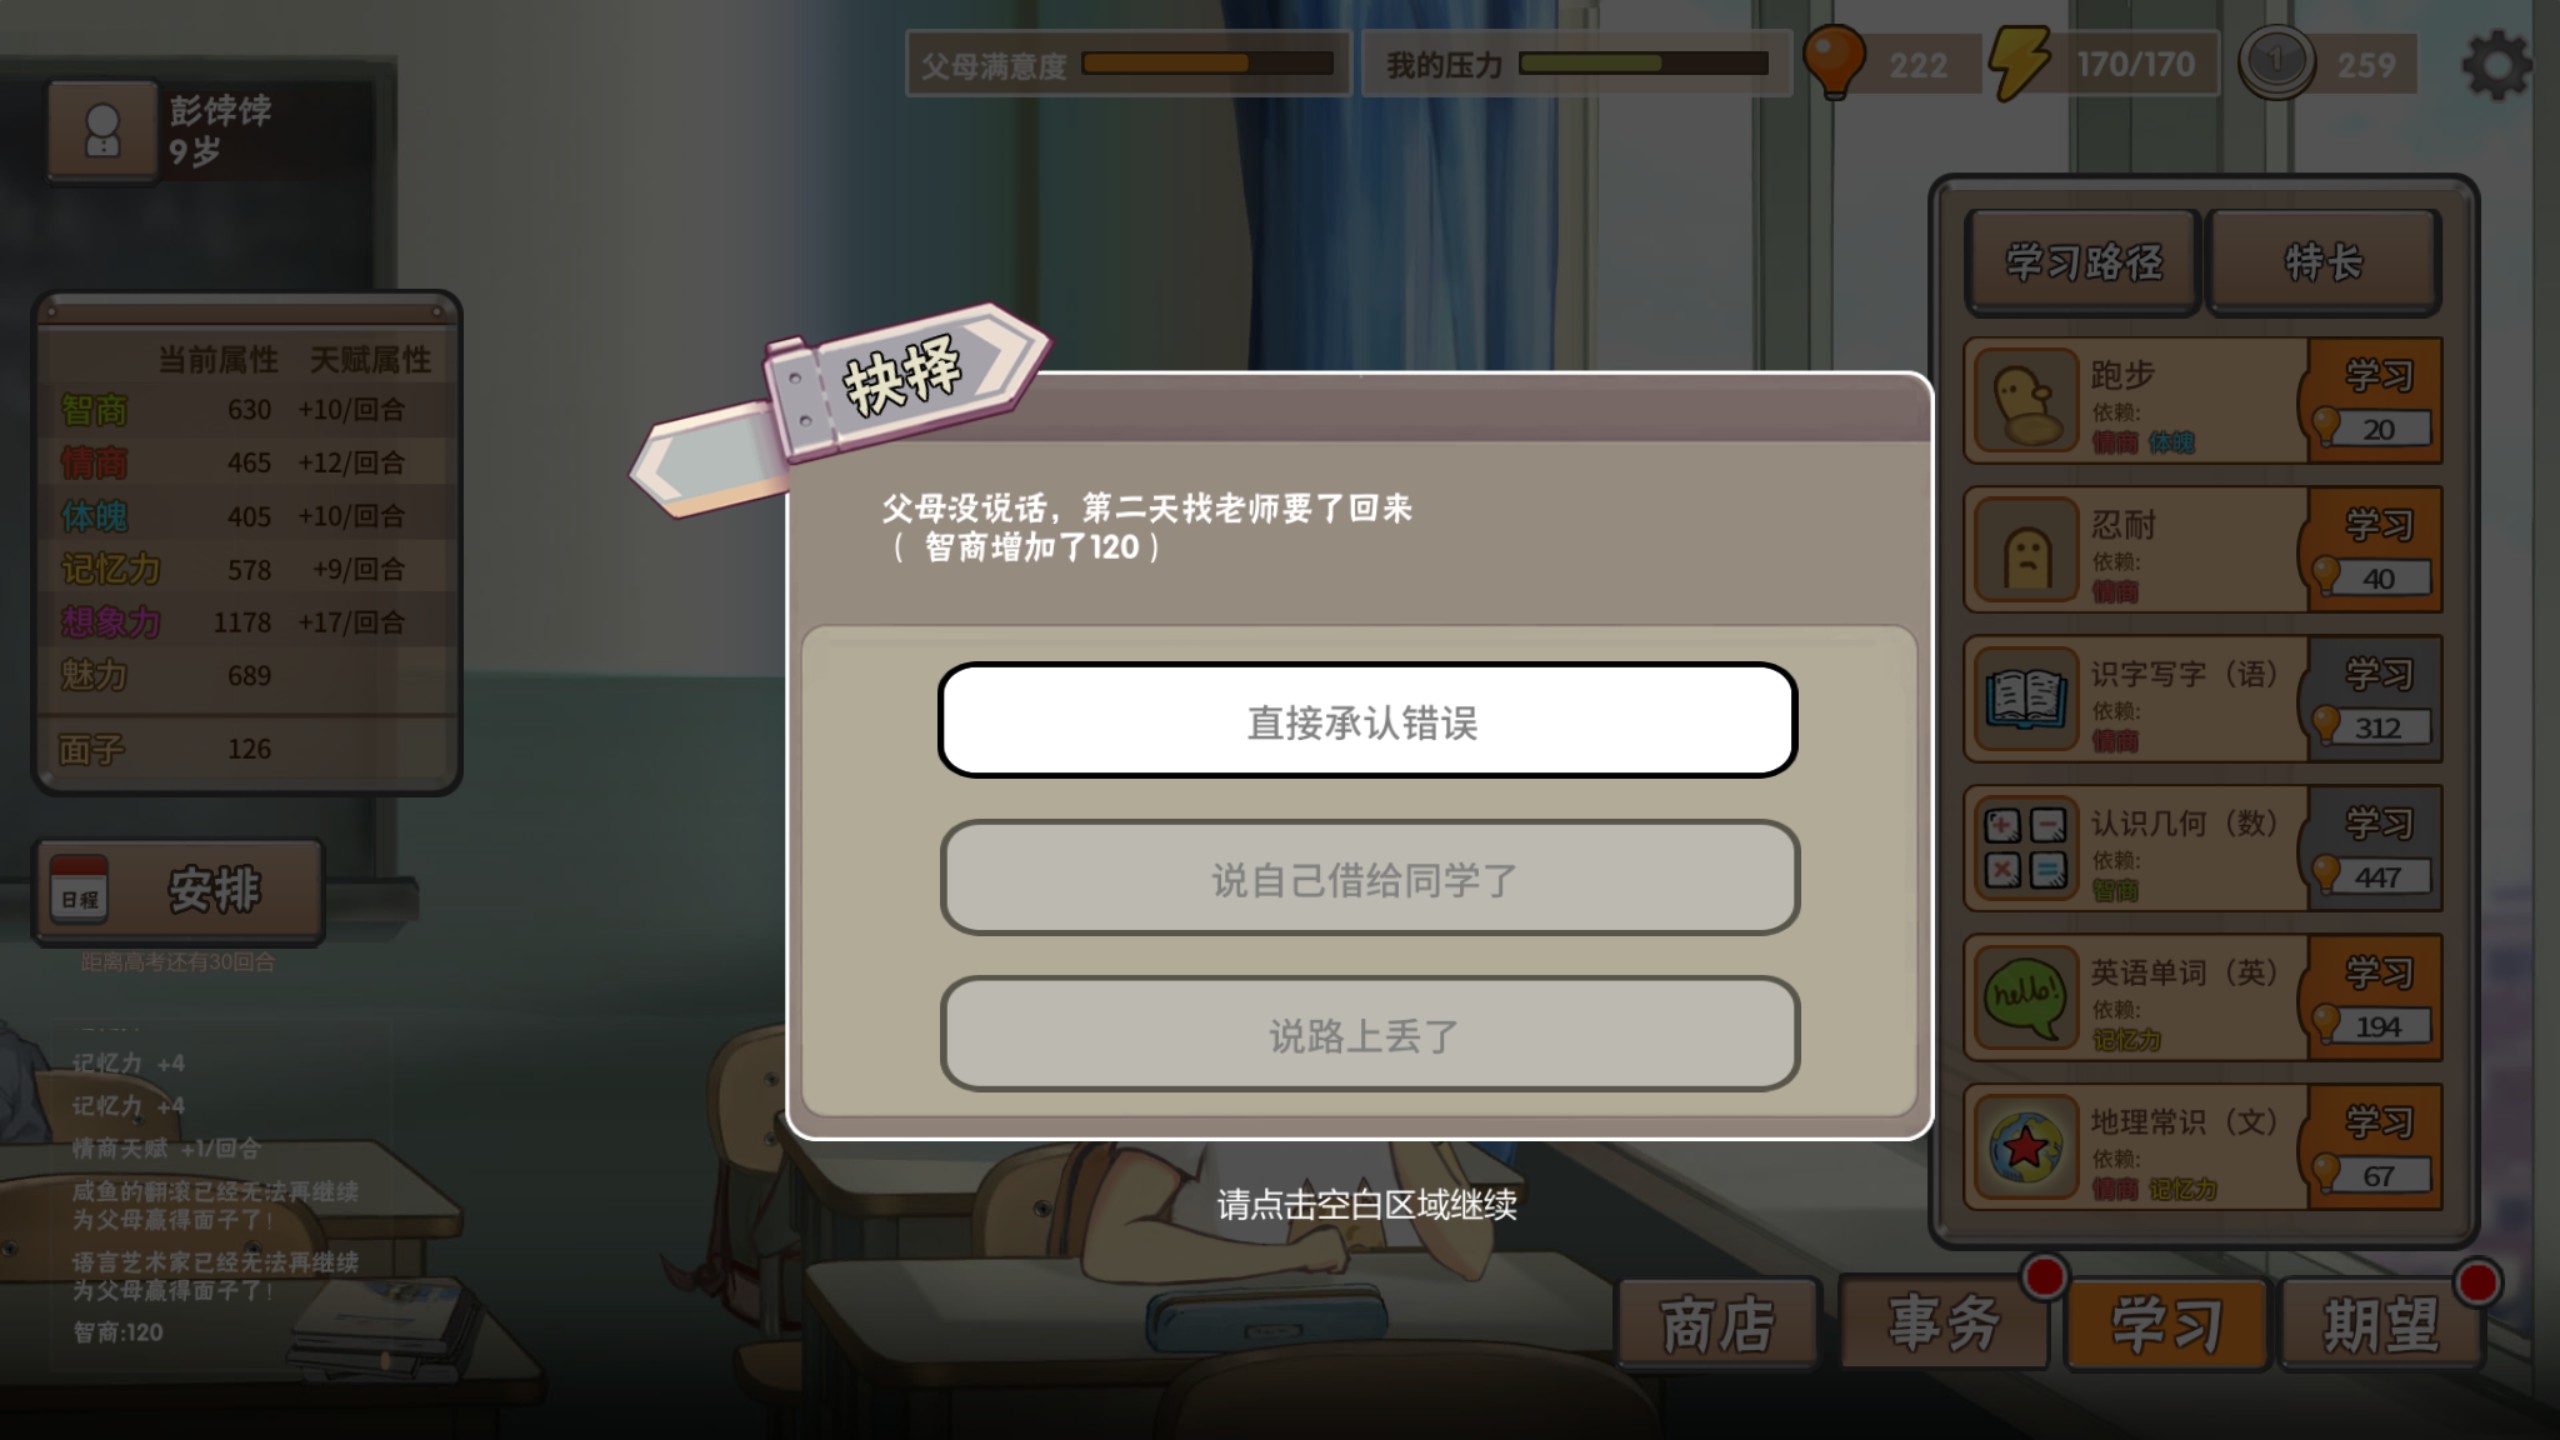 父母满意度
我的压力
222
170/170
1
259
彭饽饽
9岁
当前属性 天赋属性
智商 630 +10/回合
情商 465 +12/回合
体魄 405 +10/回合
记忆力 578 +9/回合
想象力 1178 +17/回合
魅力 689
面子 126
日程
安排
距离高考还有30回合
记忆力 +4
记忆力 +4
情商天赋 +1/回合
咸鱼的翻滚已经无法再继续
为父母赢得面子了!
语言艺术家已经无法再继续
为父母赢得面子了!
智商:120
抉择
父母没说话，第二天找老师要了回来
（ 智商增加了120）
直接承认错误
说自己借给同学了
说路上丢了
请点击空白区域继续
学习路径
特长
跑步
依赖:
情商 体魄
学习
20
忍耐
依赖:
情商
学习
40
识字写字（语）
依赖:
情商
学习
312
认识几何（数）
依赖:
智商
学习
447
hello!
英语单词（英）
依赖:
记忆力
学习
194
地理常识（文）
依赖:
情商 记忆力
学习
67
商店
事务
学习
期望